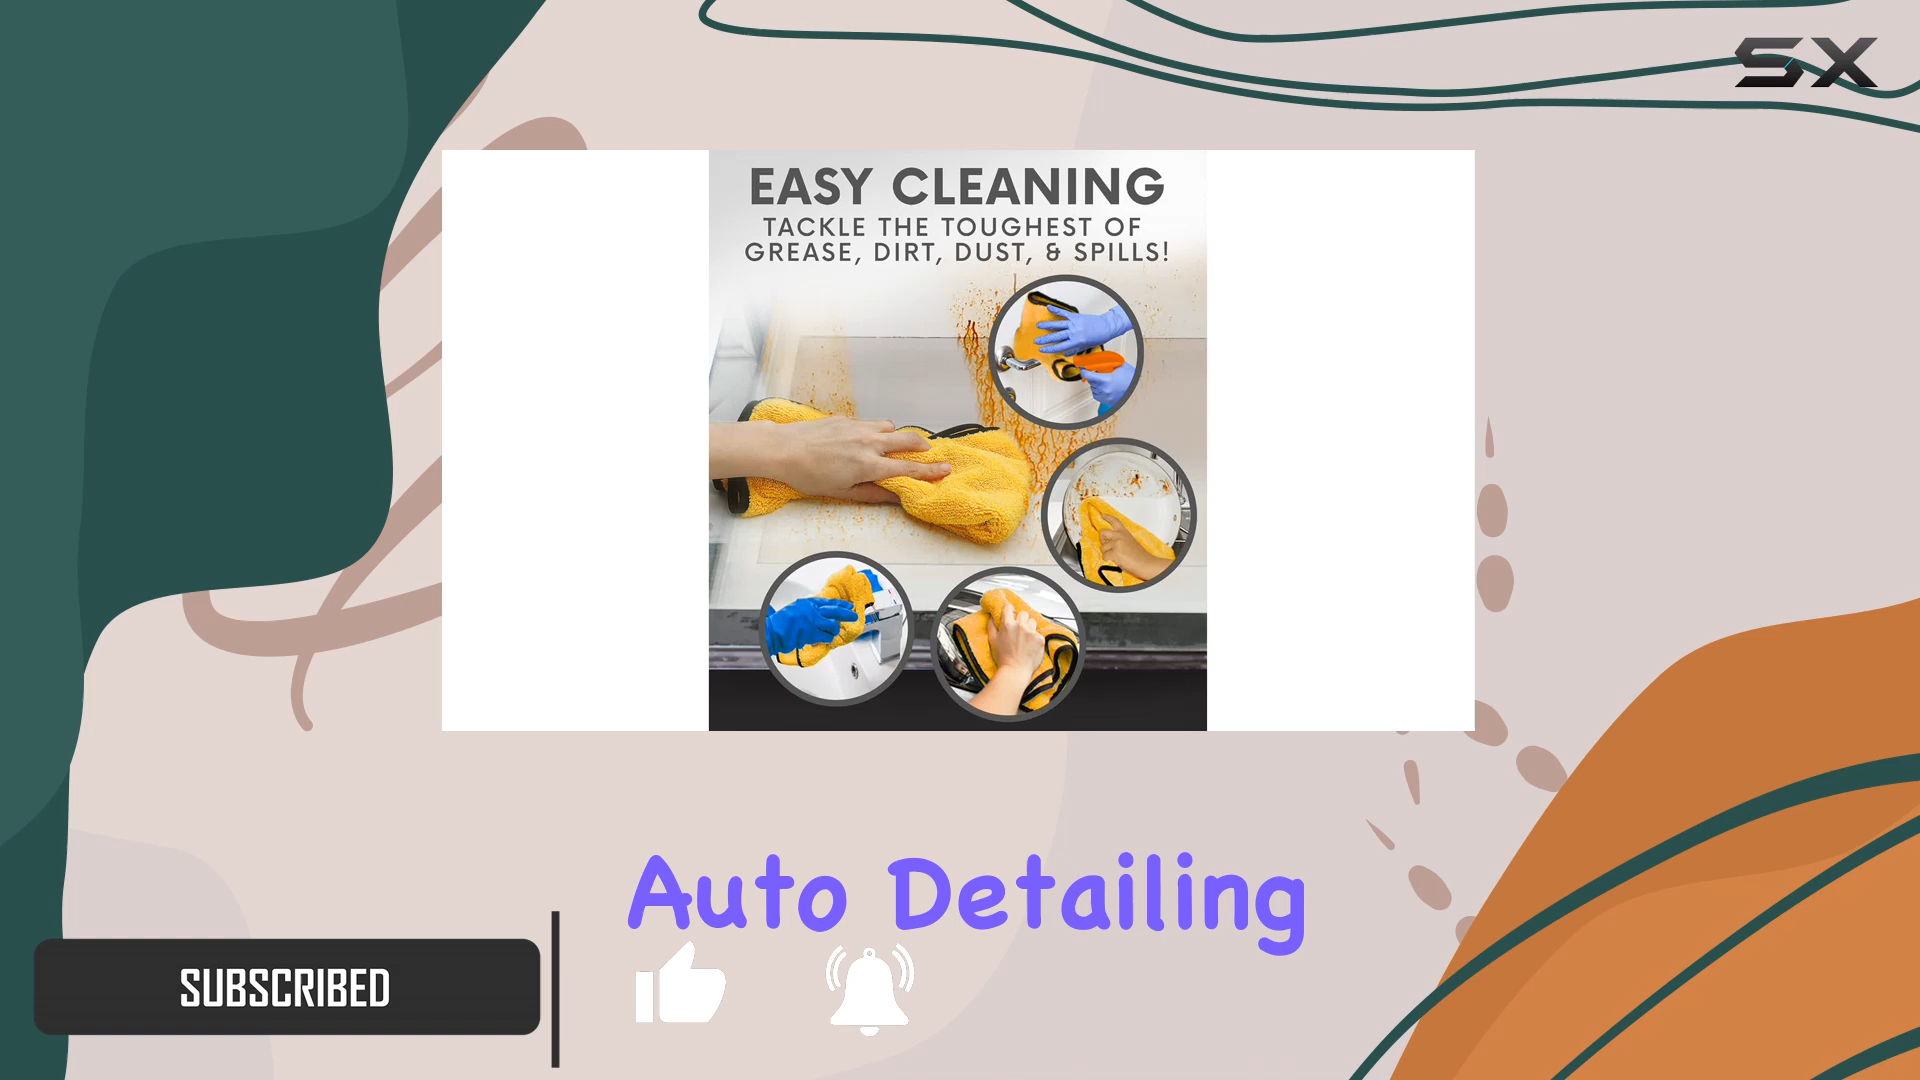 SX
EASY CLEANING
TACKLE THE TOUGHEST OF
GREASE, DIRT, DUST, & SPILLS!
Auto Detailing
SUBSCRIBED